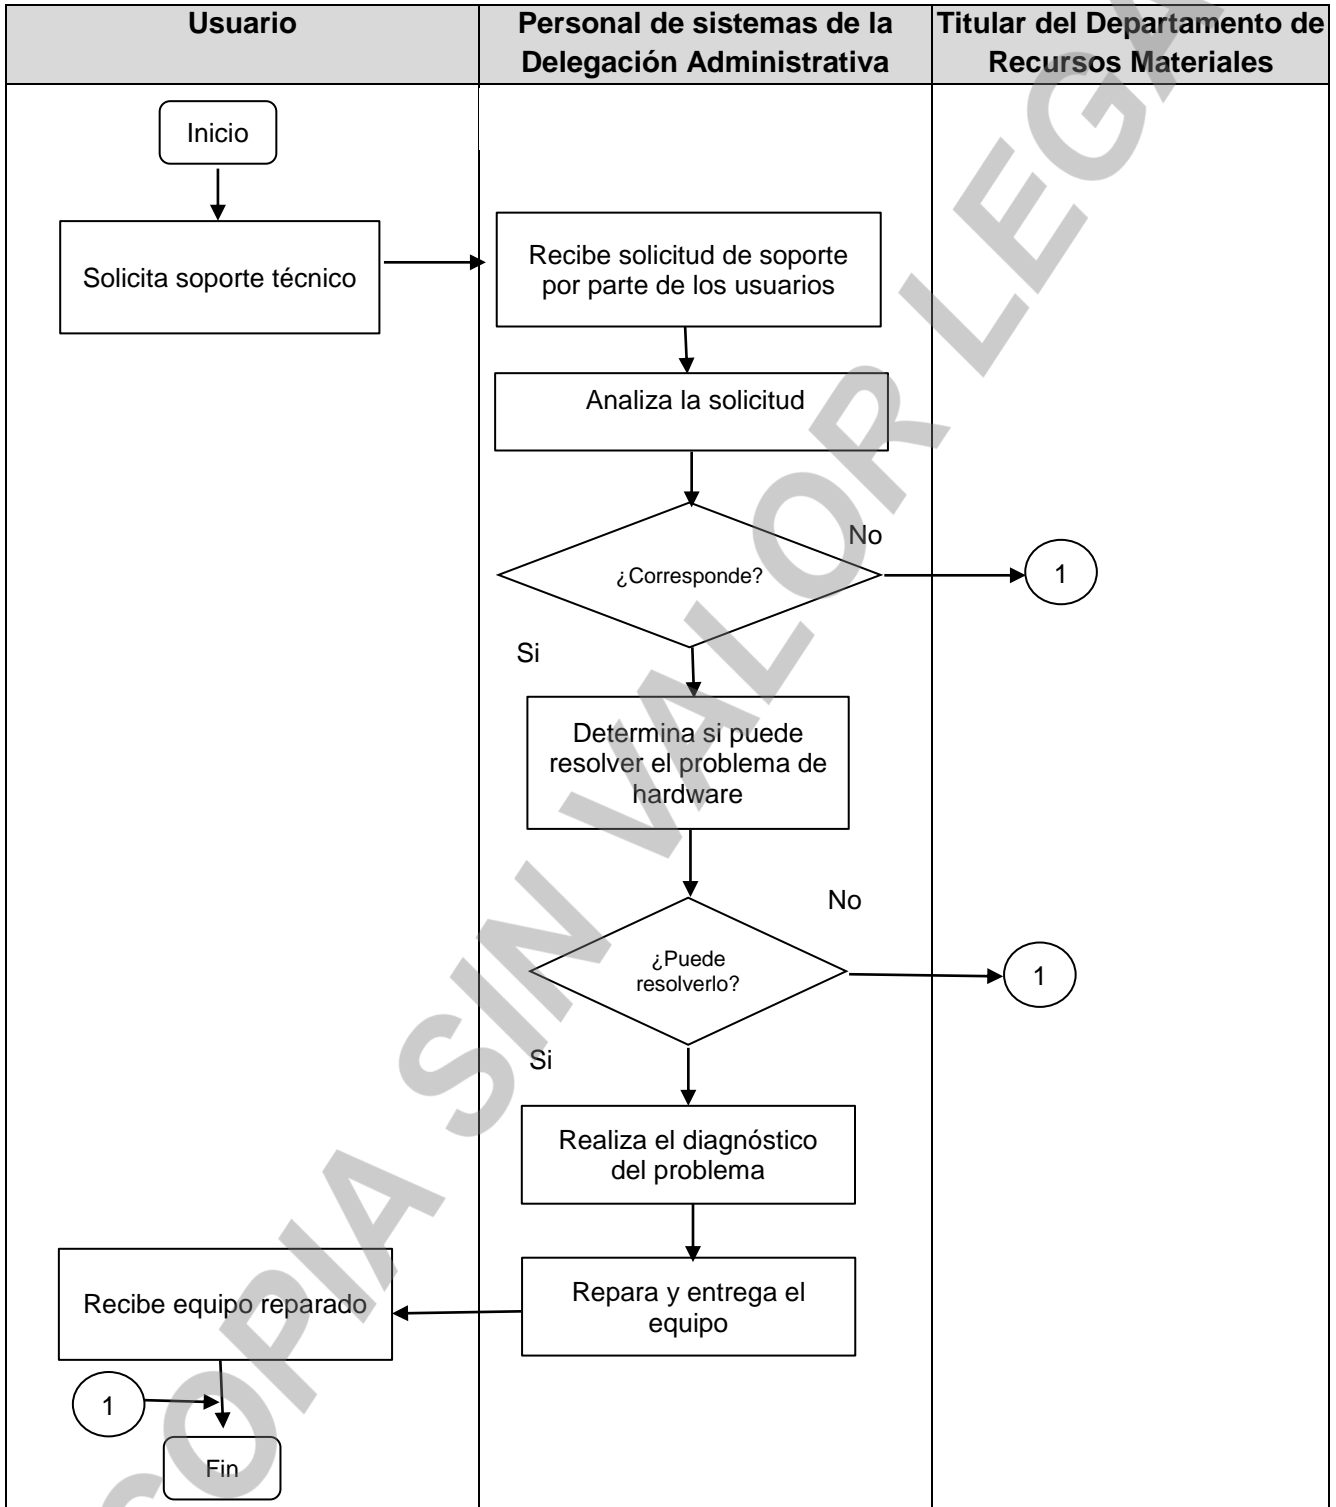 Usuario
Personal de sistemas de la
Delegación Administrativa
Titular del Departamento de
Recursos Materiales
Inicio
Solicita soporte técnico
Recibe solicitud de soporte
por parte de los usuarios
Analiza la solicitud
¿Corresponde?
No
1
Si
Determina si puede
resolver el problema de
hardware
¿Puede
resolverlo?
No
1
Si
Realiza el diagnóstico
del problema
Repara y entrega el
equipo
Recibe equipo reparado
1
Fin
COPIA SIN VALOR LEGA